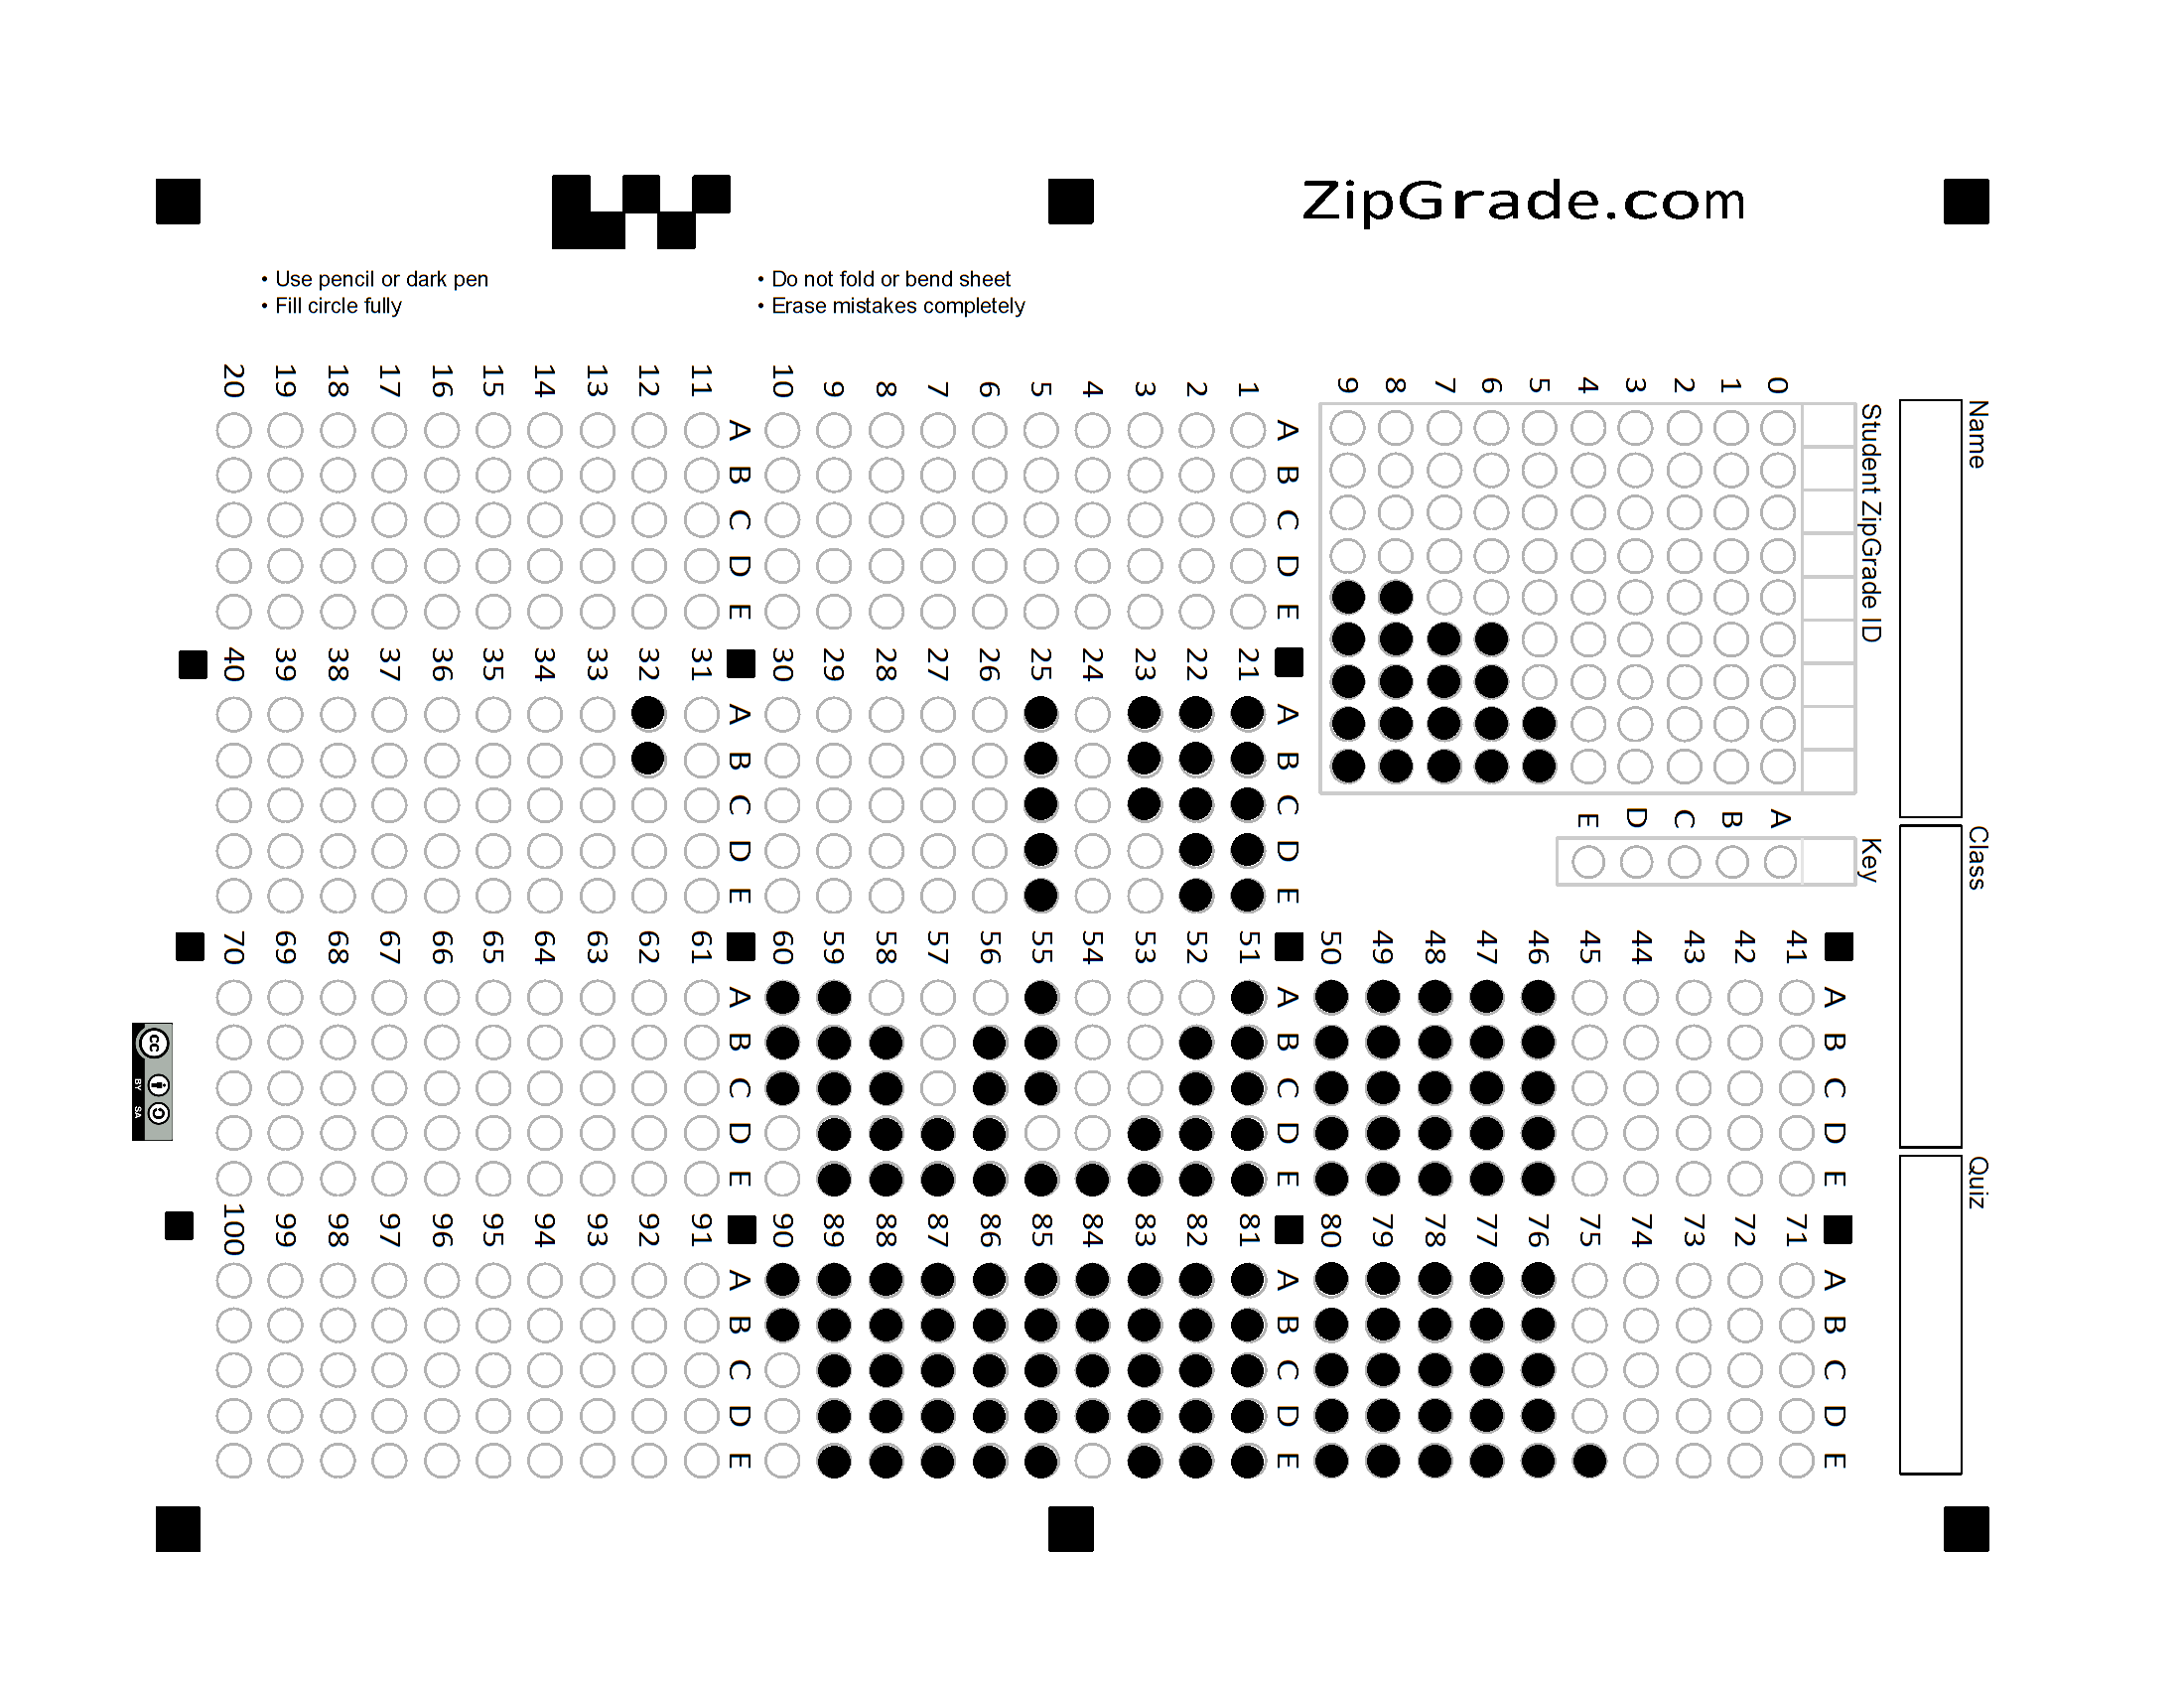 ZipGrade.com
• Use pencil or dark pen
• Fill circle fully
• Do not fold or bend sheet
• Erase mistakes completely
Name
Class
Quiz
Student ZipGrade ID
0 1 2 3 4 5 6 7 8 9
Key
A B C D E
1 2 3 4 5 6 7 8 9 10
A B C D E
11 12 13 14 15 16 17 18 19 20
A B C D E
21 22 23 24 25 26 27 28 29 30
A B C D E
31 32 33 34 35 36 37 38 39 40
A B C D E
41 42 43 44 45 46 47 48 49 50
A B C D E
51 52 53 54 55 56 57 58 59 60
A B C D E
61 62 63 64 65 66 67 68 69 70
A B C D E
71 72 73 74 75 76 77 78 79 80
A B C D E
81 82 83 84 85 86 87 88 89 90
A B C D E
91 92 93 94 95 96 97 98 99 100
A B C D E
cc
BY SA